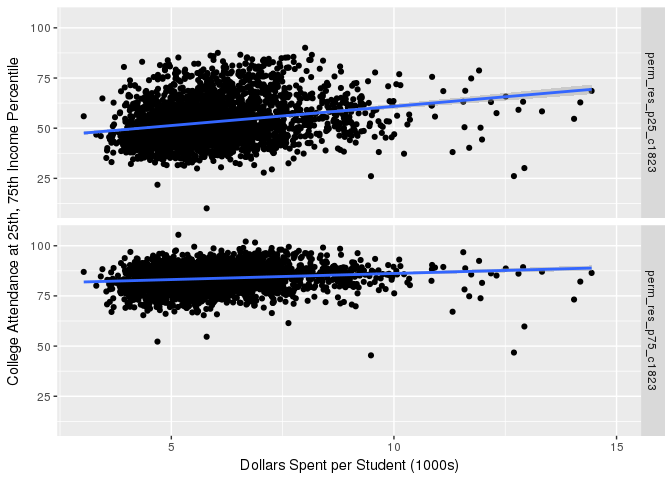 College Attendance at 25th, 75th Income Percentile
100
75
50
25
perm_res_p25_c1823
100
75
50
25
perm_res_p75_c1823
5
10
15
Dollars Spent per Student (1000s)